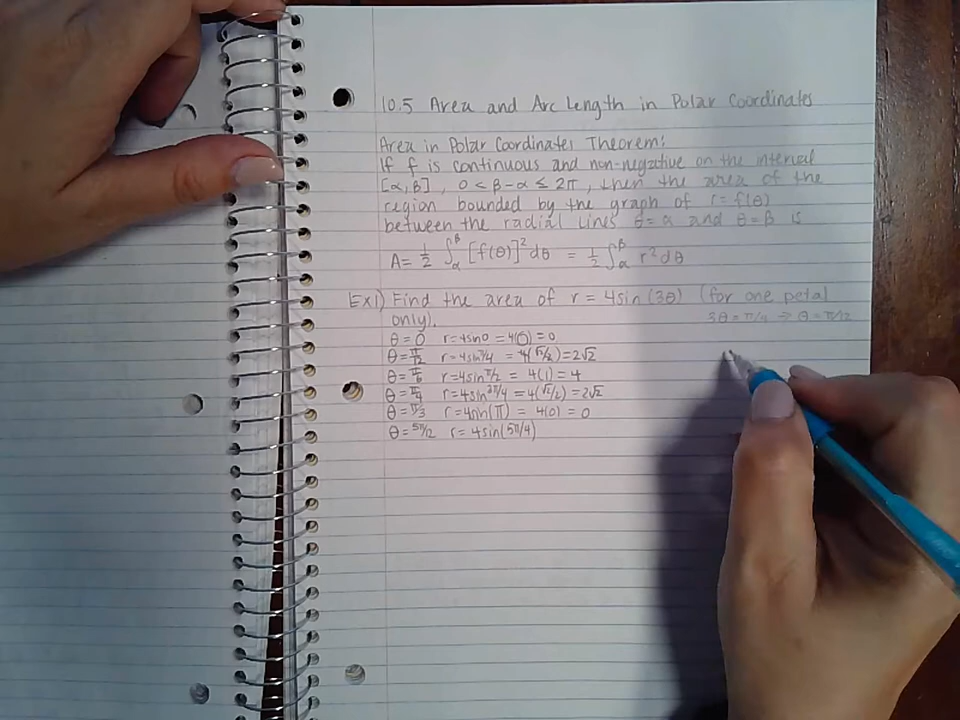 10.5 Area and Arc Length in Polar Coordinates
Area in Polar Coordinates Theorem:
If f is continuous and non-negative on the interval
[α, β], 0 < β - α ≤ 2π, then the area of the
region bounded by the graph of r = f(θ)
between the radial lines θ = α and θ = β is
A = 1/2 ∫_α^β [f(θ)]² dθ = 1/2 ∫_α^β r² dθ
Ex1) Find the area of r = 4sin(3θ) (for one petal
only). 3θ = π/4 ⇒ θ = π/12
θ = 0 r = 4sin0 = 4(0) = 0
θ = π/12 r = 4sinπ/4 = 4(√2/2) = 2√2
θ = π/6 r = 4sinπ/2 = 4(1) = 4
θ = π/4 r = 4sin3π/4 = 4(√2/2) = 2√2
θ = π/3 r = 4sin(π) = 4(0) = 0
θ = 5π/12 r = 4sin(5π/4)